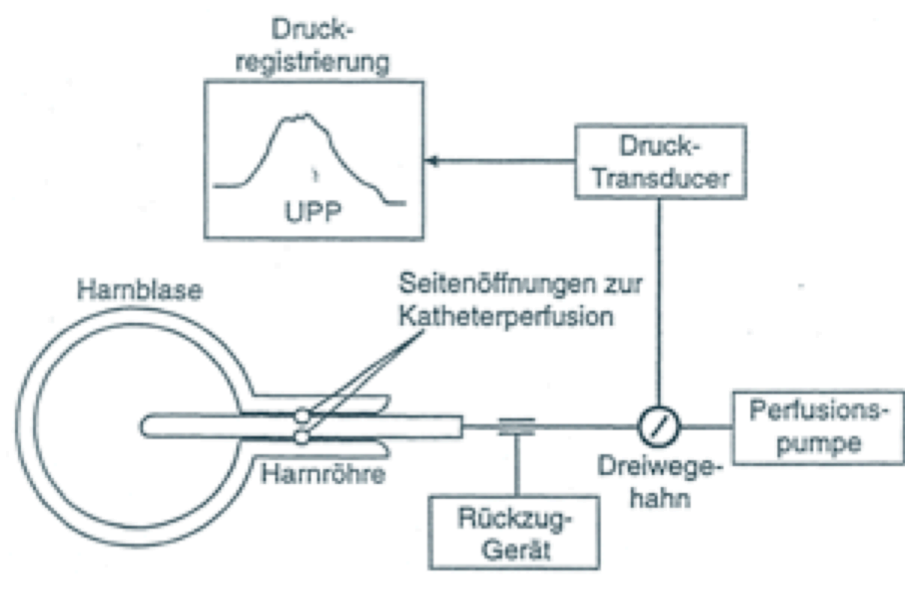 Druck-
registrierung
UPP
Druck-
Transducer
Harnblase
Seitenöffnungen zur
Katheterperfusion
Harnröhre
Perfusions-
pumpe
Dreiwege-
hahn
Rückzug-
Gerät